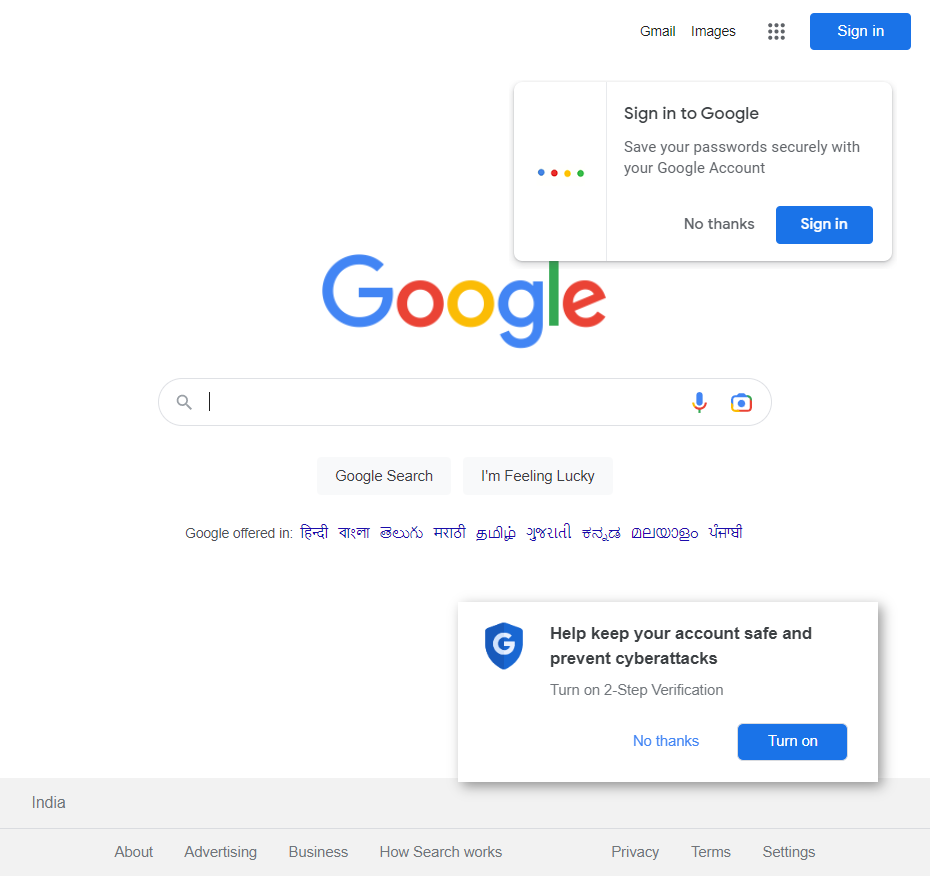 Gmail Images Sign in
Sign in to Google
Save your passwords securely with
your Google Account
No thanks Sign in
Google
Google Search I'm Feeling Lucky
Google offered in: हिन्दी বাংলা తెలుగు मराठी தமிழ் ગુજરાતી ಕನ್ನಡ മലയാളം ਪੰਜਾਬੀ
G
Help keep your account safe and
prevent cyberattacks
Turn on 2-Step Verification
No thanks Turn on
India
About Advertising Business How Search works Privacy Terms Settings